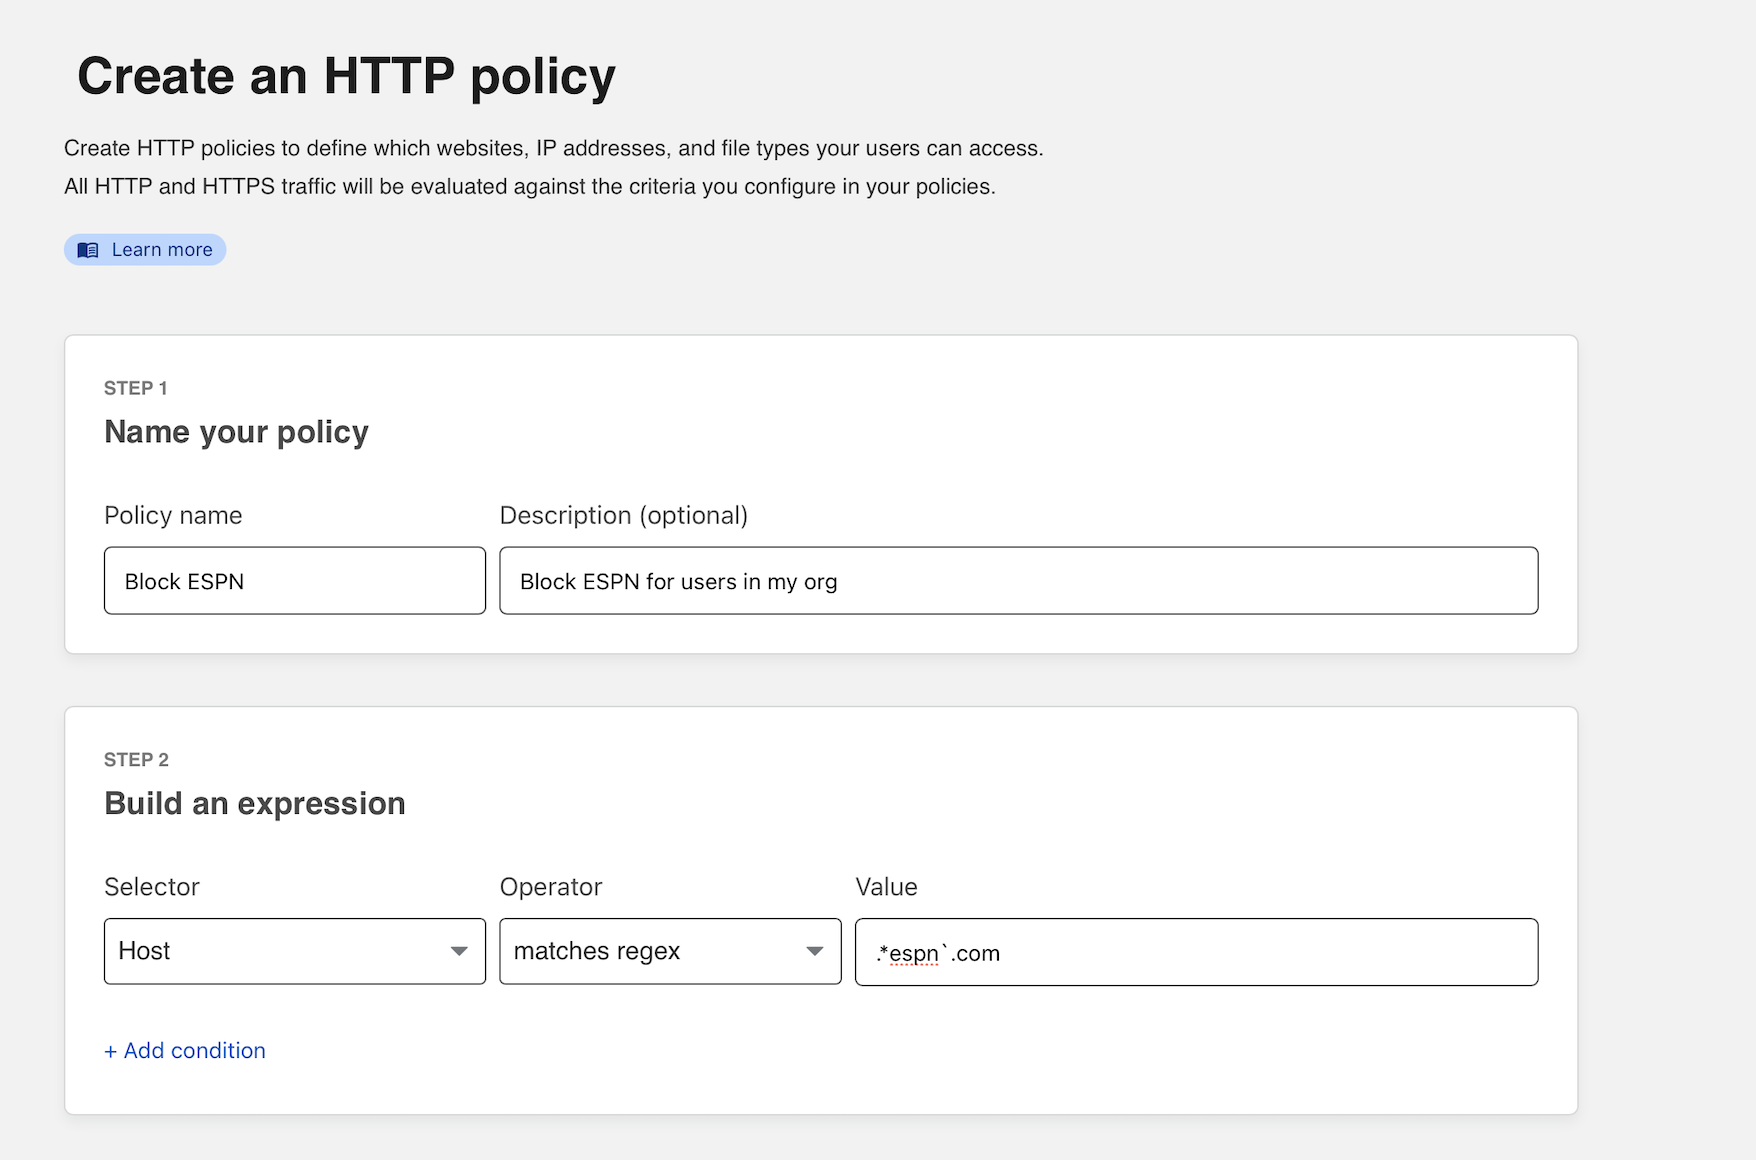 Create an HTTP policy
Create HTTP policies to define which websites, IP addresses, and file types your users can access.
All HTTP and HTTPS traffic will be evaluated against the criteria you configure in your policies.
Learn more
STEP 1
Name your policy
Policy name Description (optional)
Block ESPN Block ESPN for users in my org
STEP 2
Build an expression
Selector Operator Value
Host matches regex .*espn`.com
+ Add condition